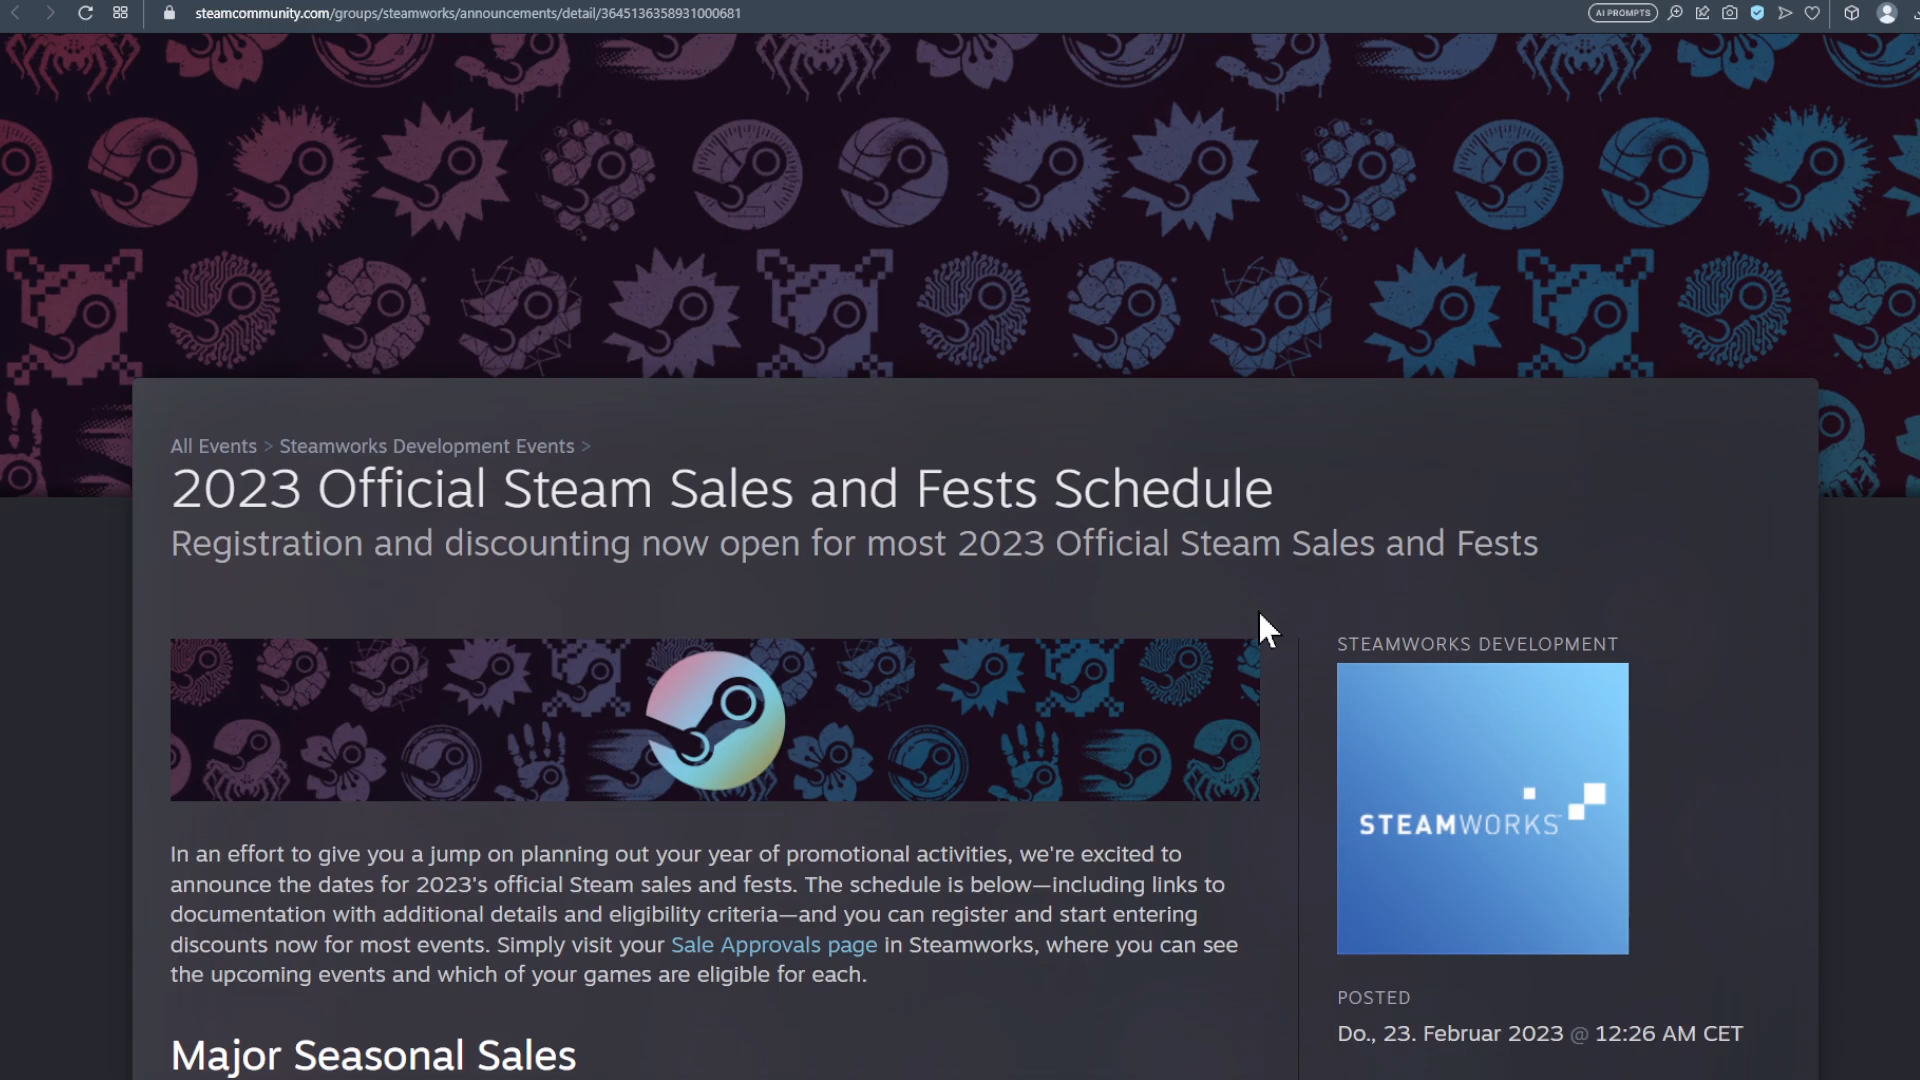 steamcommunity.com/groups/steamworks/announcements/detail/3645136358931000681
AI PROMPTS
All Events > Steamworks Development Events >
2023 Official Steam Sales and Fests Schedule
Registration and discounting now open for most 2023 Official Steam Sales and Fests
STEAMWORKS DEVELOPMENT
STEAMWORKS
In an effort to give you a jump on planning out your year of promotional activities, we're excited to
announce the dates for 2023's official Steam sales and fests. The schedule is below—including links to
documentation with additional details and eligibility criteria—and you can register and start entering
discounts now for most events. Simply visit your Sale Approvals page in Steamworks, where you can see
the upcoming events and which of your games are eligible for each.
POSTED
Do., 23. Februar 2023 @ 12:26 AM CET
Major Seasonal Sales